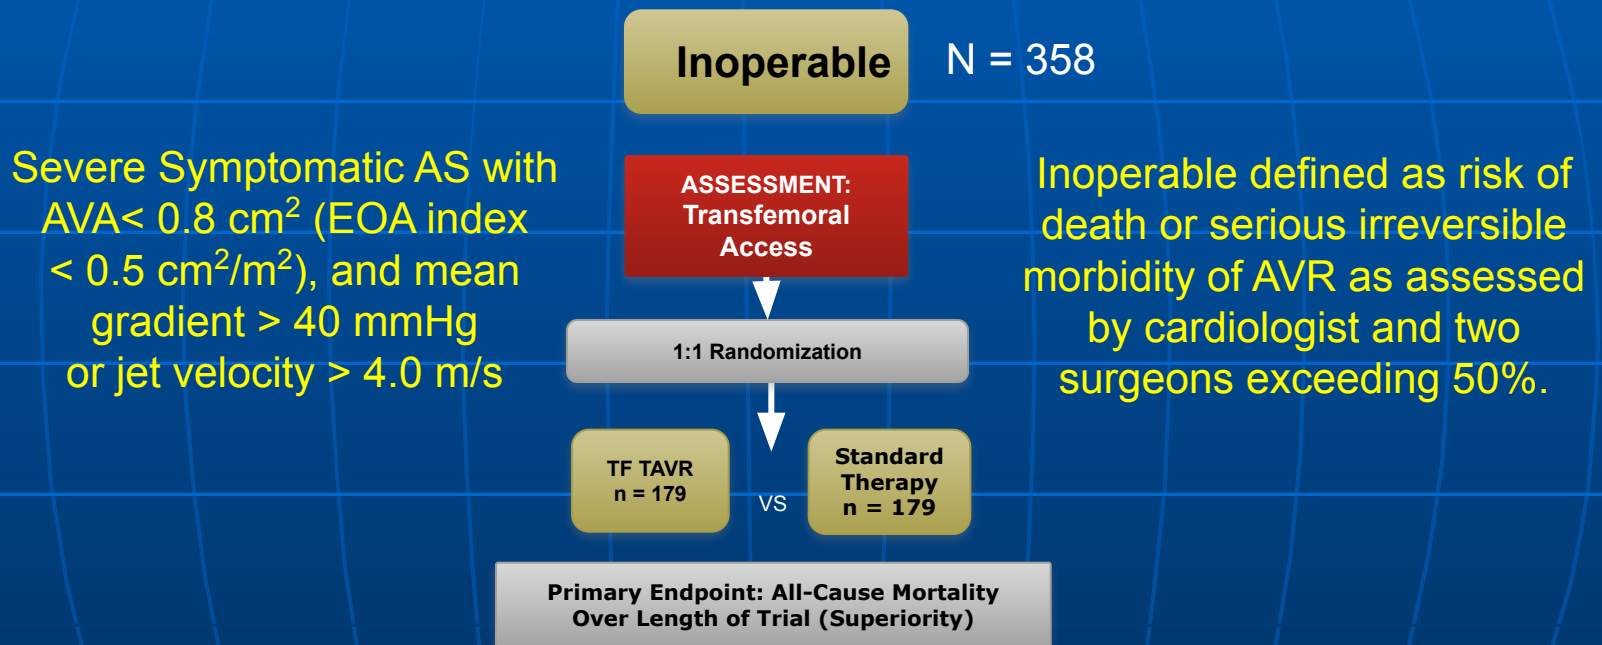 Inoperable
N = 358
Severe Symptomatic AS with
AVA< 0.8 cm² (EOA index
< 0.5 cm²/m²), and mean
gradient > 40 mmHg
or jet velocity > 4.0 m/s
ASSESSMENT:
Transfemoral
Access
Inoperable defined as risk of
death or serious irreversible
morbidity of AVR as assessed
by cardiologist and two
surgeons exceeding 50%.
1:1 Randomization
TF TAVR
n = 179
VS
Standard
Therapy
n = 179
Primary Endpoint: All-Cause Mortality
Over Length of Trial (Superiority)